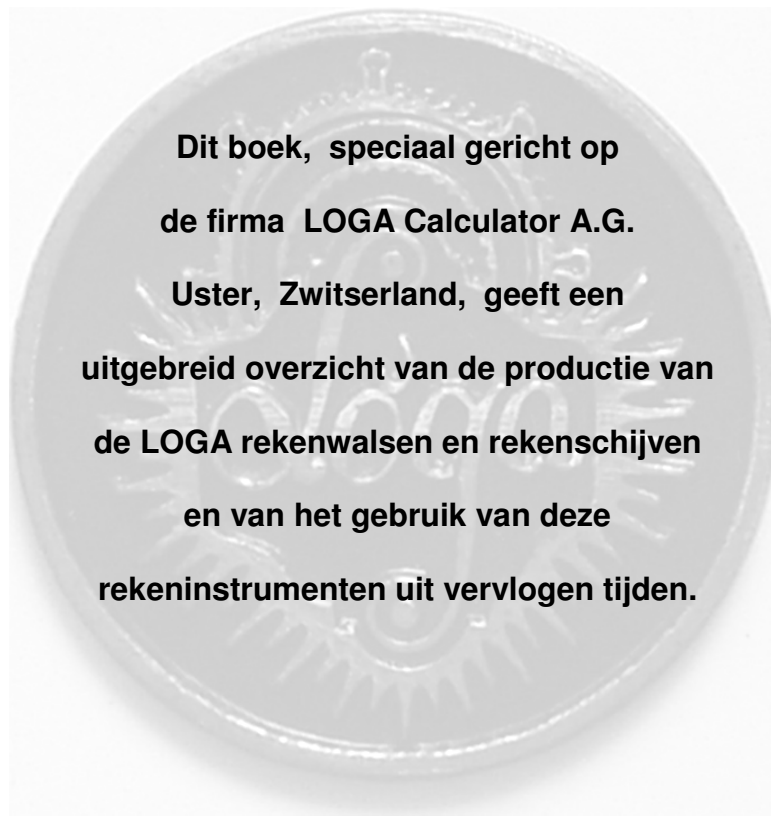 Dit boek, speciaal gericht op
de firma LOGA Calculator A.G.
Uster, Zwitserland, geeft een
uitgebreid overzicht van de productie van
de LOGA rekenwalsen en rekenschijven
en van het gebruik van deze
rekeninstrumenten uit vervlogen tijden.
loga